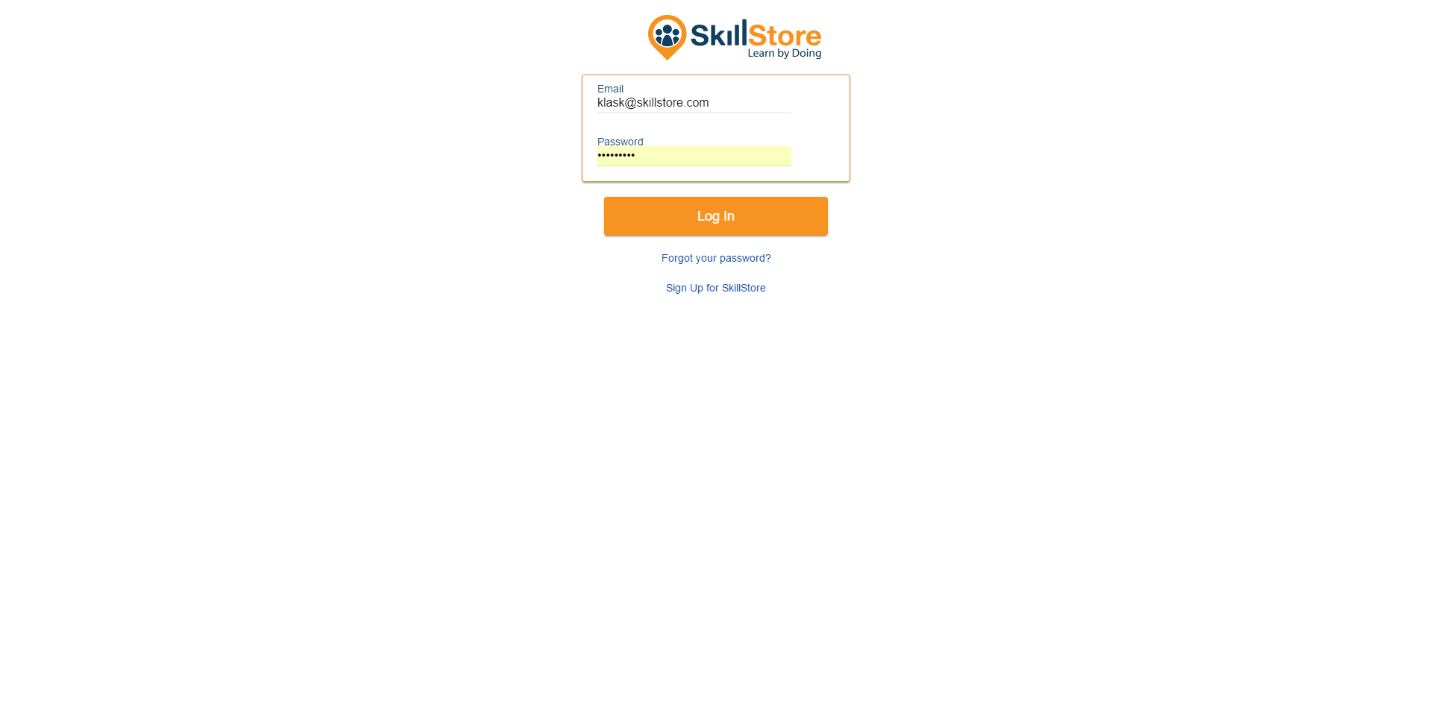 SkillStore
Learn by Doing
Email
klask@skillstore.com
Password
•••••••••
Log In
Forgot your password?
Sign Up for SkillStore